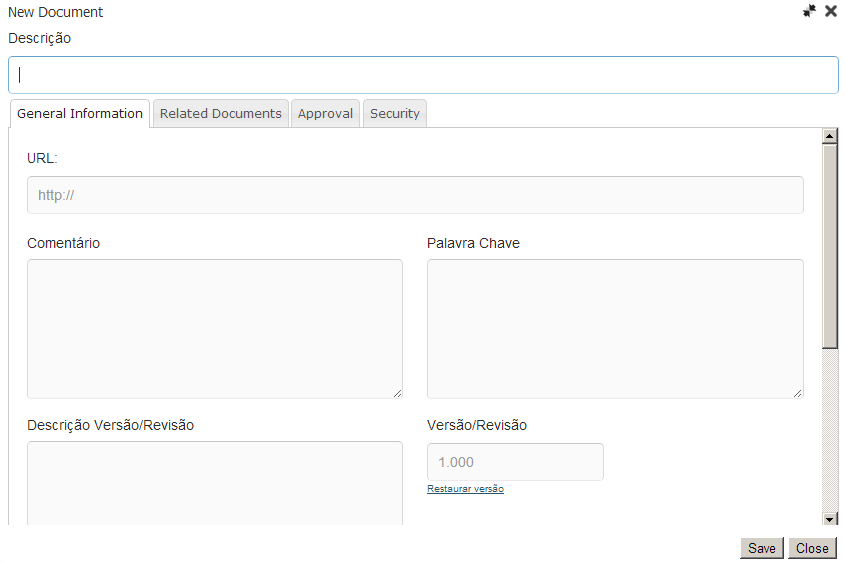 New Document
Descrição
General Information Related Documents Approval Security
URL:
http://
Comentário Palavra Chave
Descrição Versão/Revisão Versão/Revisão
1.000
Restaurar versão
Save Close